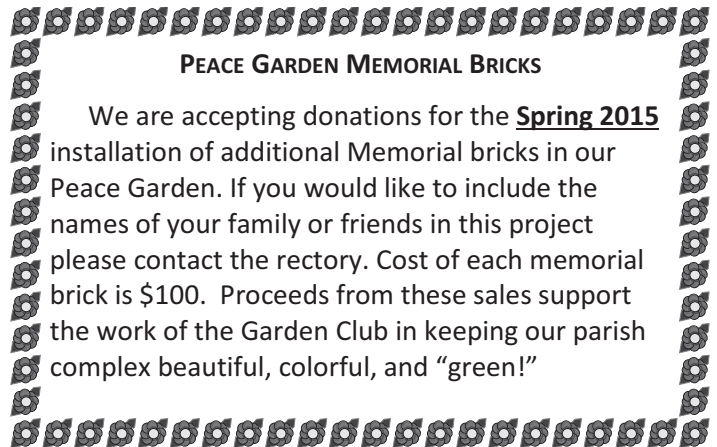 PEACE GARDEN MEMORIAL BRICKS
We are accepting donations for the Spring 2015
installation of additional Memorial bricks in our
Peace Garden. If you would like to include the
names of your family or friends in this project
please contact the rectory. Cost of each memorial
brick is $100.  Proceeds from these sales support
the work of the Garden Club in keeping our parish
complex beautiful, colorful, and “green!”